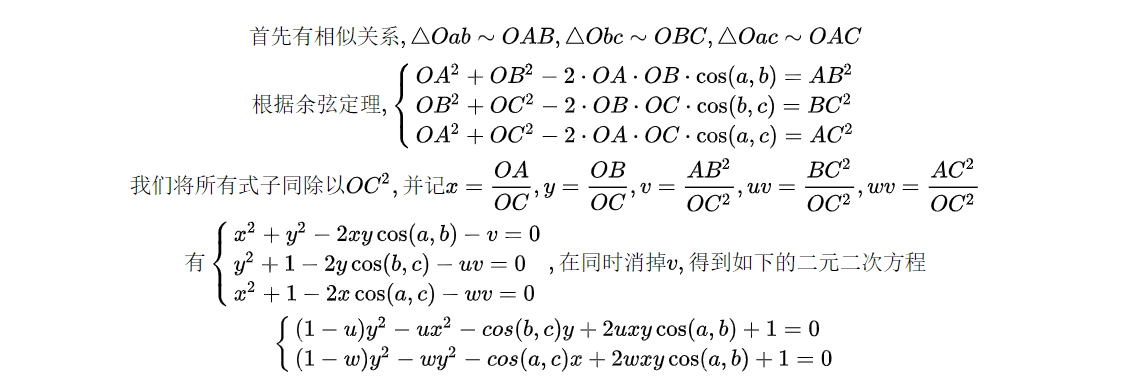 首先有相似关系, △Oab ∼ OAB, △Obc ∼ OBC, △Oac ∼ OAC
根据余弦定理, { OA² + OB² − 2 · OA · OB · cos(a, b) = AB²
OB² + OC² − 2 · OB · OC · cos(b, c) = BC²
OA² + OC² − 2 · OA · OC · cos(a, c) = AC²
我们将所有式子同除以OC², 并记x = OA/OC, y = OB/OC, v = AB²/OC², uv = BC²/OC², wv = AC²/OC²
有 { x² + y² − 2xy cos(a, b) − v = 0
y² + 1 − 2y cos(b, c) − uv = 0 , 在同时消掉v, 得到如下的二元二次方程
x² + 1 − 2x cos(a, c) − wv = 0
{ (1 − u)y² − ux² − cos(b, c)y + 2uxy cos(a, b) + 1 = 0
(1 − w)y² − wy² − cos(a, c)x + 2wxy cos(a, b) + 1 = 0